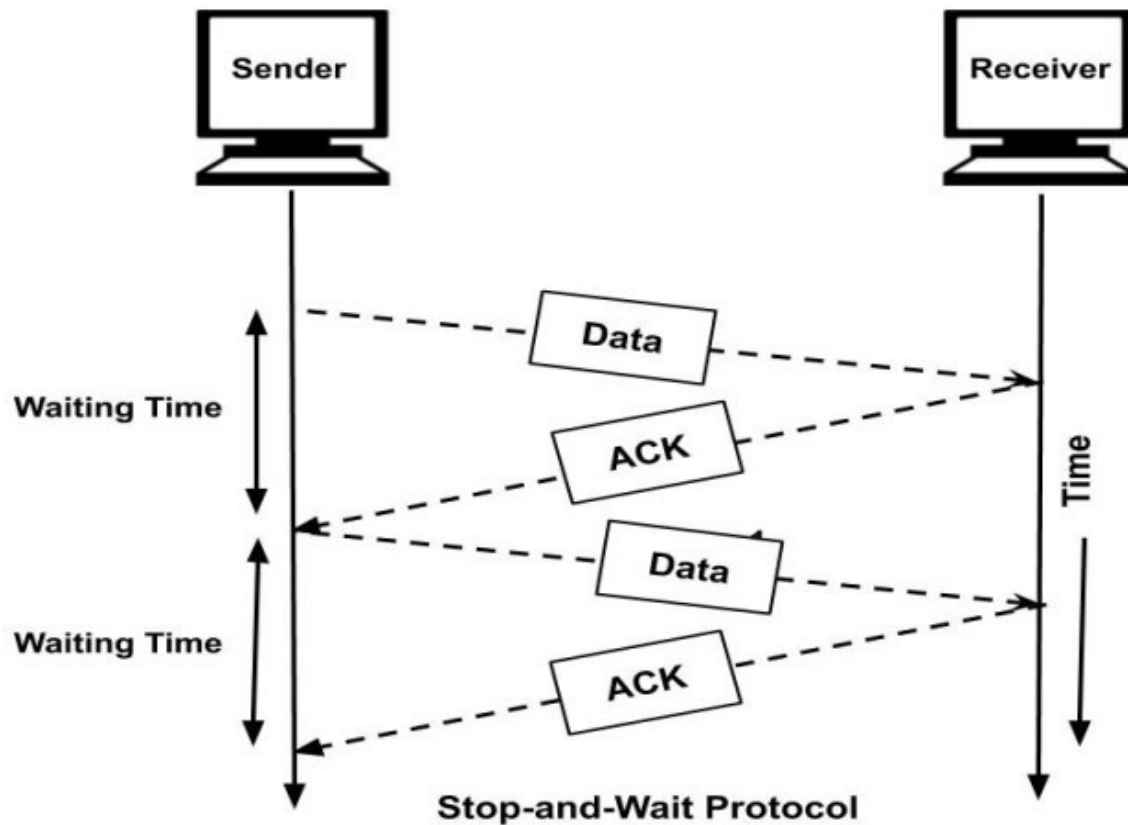 Sender
Receiver
Data
Waiting Time
ACK
Time
Data
Waiting Time
ACK
Stop-and-Wait Protocol